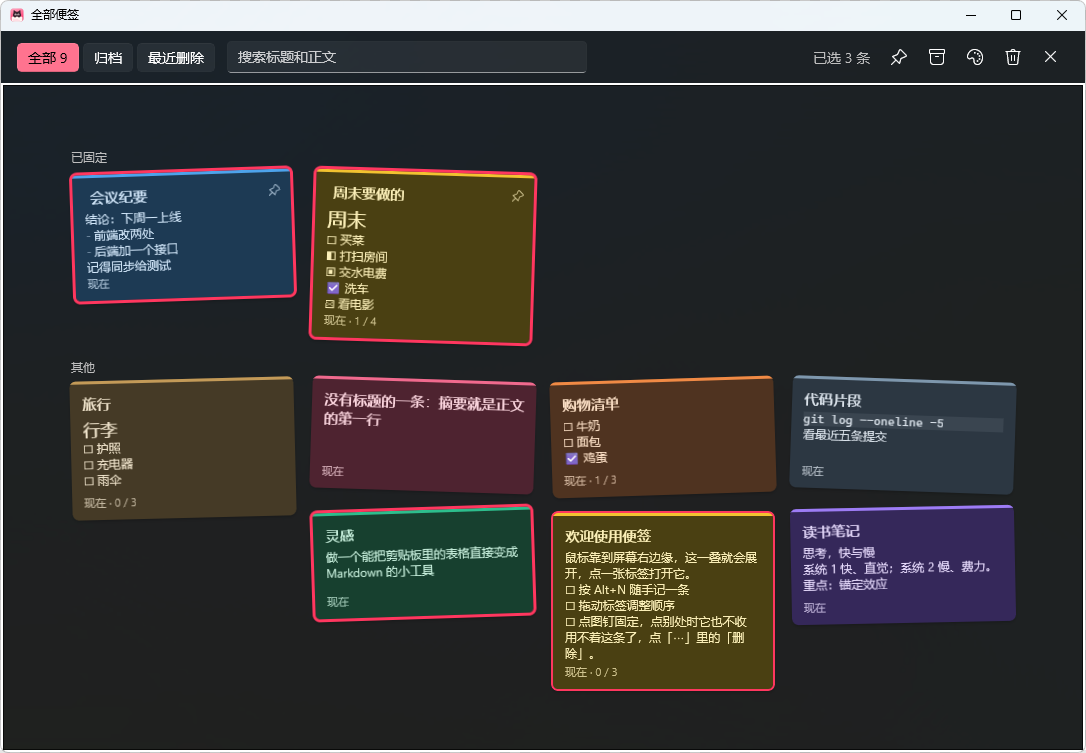 全部便签
全部 9
归档
最近删除
搜索标题和正文
已选 3 条
已固定
会议纪要
结论：下周一上线
- 前端改两处
- 后端加一个接口
记得同步给测试
现在
周末要做的
周末
买菜
打扫房间
交水电费
洗车
看电影
现在 · 1 / 4
其他
旅行
行李
护照
充电器
雨伞
现在 · 0 / 3
没有标题的一条：摘要就是正文
的第一行
现在
购物清单
牛奶
面包
鸡蛋
现在 · 1 / 3
代码片段
git log --oneline -5
看最近五条提交
现在
灵感
做一个能把剪贴板里的表格直接变成
Markdown 的小工具
现在
欢迎使用便签
鼠标靠到屏幕右边缘，这一叠就会展
开，点一张标签打开它。
按 Alt+N 随手记一条
拖动标签调整顺序
点图钉固定，点别处时它也不收
用不着这条了，点「…」里的「删
除」。
现在 · 0 / 3
读书笔记
思考，快与慢
系统 1 快、直觉；系统 2 慢、费力。
重点：锚定效应
现在